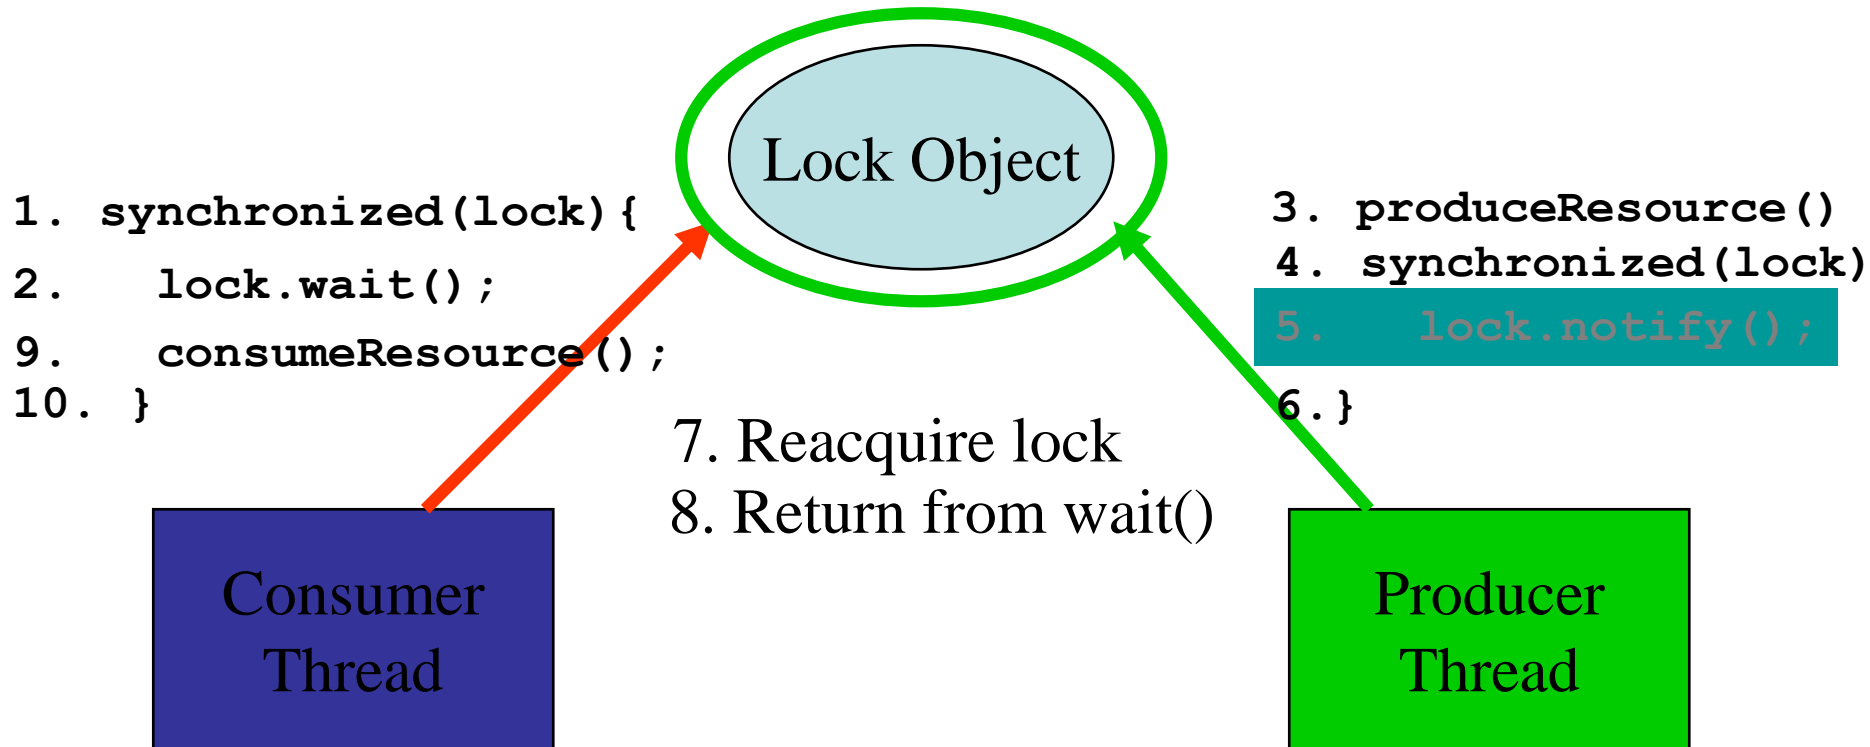 Lock Object
1. synchronized(lock){
2. lock.wait();
9. consumeResource();
10. }
3. produceResource()
4. synchronized(lock)
5. lock.notify();
6.}
7. Reacquire lock
8. Return from wait()
Consumer
Thread
Producer
Thread